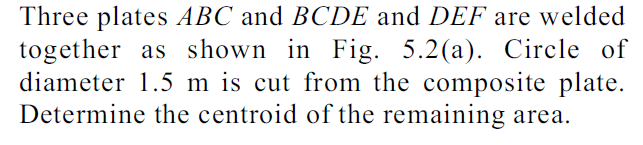 Three plates ABC and BCDE and DEF are welded
together as shown in Fig. 5.2(a). Circle of
diameter 1.5 m is cut from the composite plate.
Determine the centroid of the remaining area.